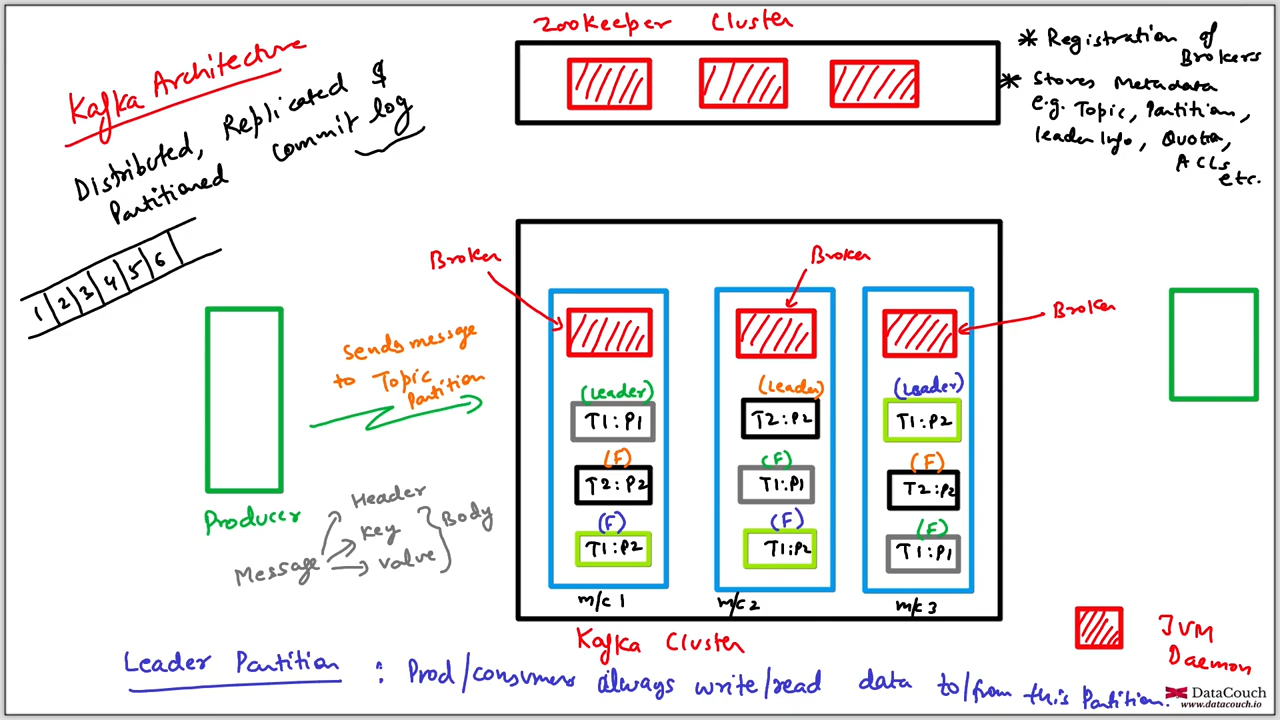 Kafka Architecture
Distributed, Replicated &
Partitioned commit log
1 2 3 4 5 6
Zookeeper Cluster
* Registration of
Brokers
* Stores Metadata
e.g. Topic, Partition,
leader Info, Quota,
ACLs
etc.
Broker
Broker
Broker
sends message
to Topic
Partition
Producer
Message
Header
Key
Value
Body
(Leader)
T1:P1
(F)
T2:P2
(F)
T1:P2
m/c 1
(Leader)
T2:P2
(F)
T1:P1
(F)
T1:P2
m/c 2
(Leader)
T1:P2
(F)
T2:P2
(F)
T1:P1
m/c 3
Kafka Cluster
JVM
Daemon
Leader Partition : Prod/consumers always write/read data to/from this Partition.
DataCouch
www.datacouch.io